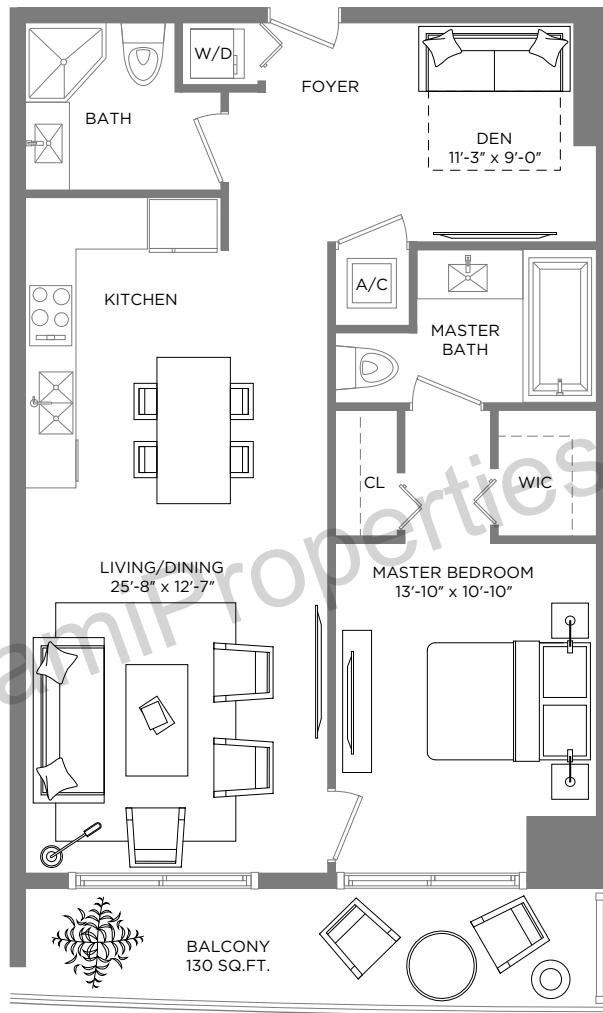 W/D
FOYER
BATH
DEN
11'-3" x 9'-0"
A/C
KITCHEN
MASTER
BATH
CL
WIC
LIVING/DINING
25'-8" x 12'-7"
MASTER BEDROOM
13'-10" x 10'-10"
amiProperties
BALCONY
130 SQ.FT.